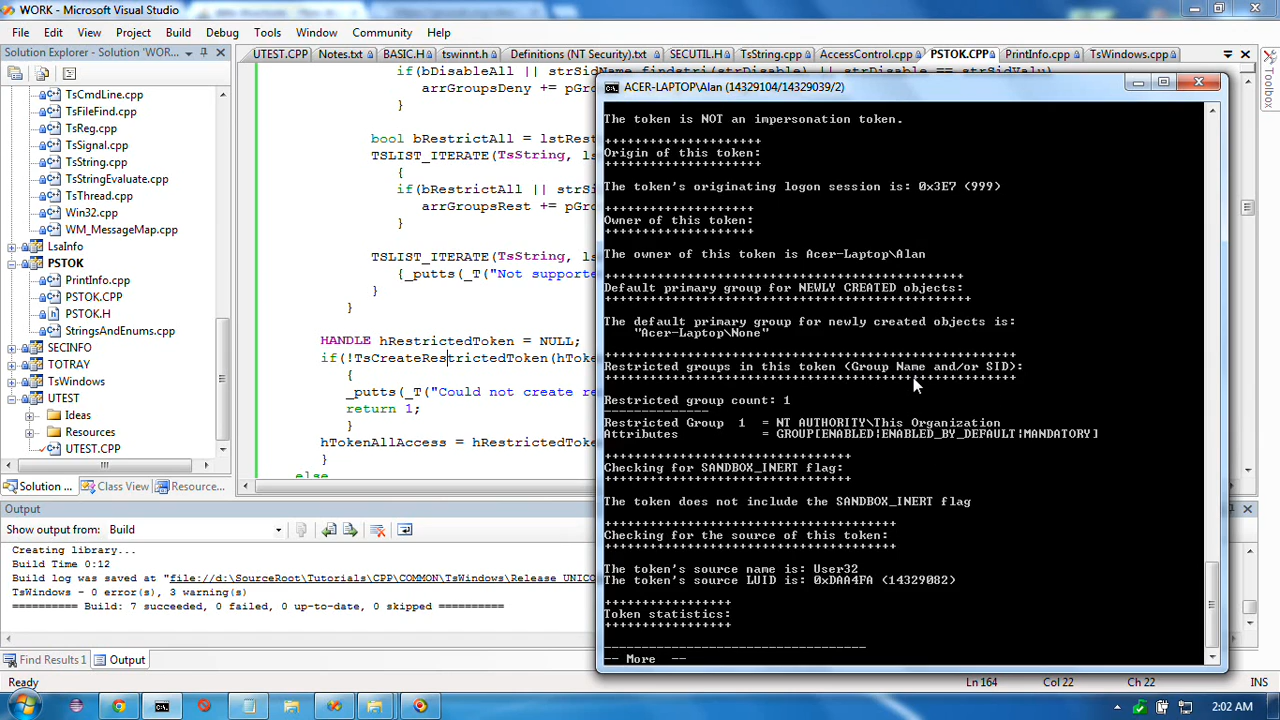 WORK - Microsoft Visual Studio
File Edit View Project Build Debug Tools Window Community Help
Solution Explorer - Solution 'WOR...
UTEST.CPP Notes.txt BASIC.H tswinnt.h Definitions (NT Security).txt SECUTIL.H TsString.cpp AccessControl.cpp PSTOK.CPP PrintInfo.cpp TsWindows.cpp
Toolbox
TsCmdLine.cpp
TsFileFind.cpp
TsReg.cpp
TsSignal.cpp
TsString.cpp
TsStringEvaluate.cpp
TsThread.cpp
Win32.cpp
WM_MessageMap.cpp
LsaInfo
PSTOK
PrintInfo.cpp
PSTOK.CPP
PSTOK.H
StringsAndEnums.cpp
SECINFO
TOTRAY
TsWindows
UTEST
Ideas
Resources
UTEST.CPP
Solution ... Class View Resource...
if(bDisableAll || strSidName.findstri(strDisable) || strDisable == strSidValu)
arrGroupsDeny += pG
}
bool bRestrictAll = lstRest
TSLIST_ITERATE(TsString, ls
{
if(bRestrictAll || strSi
arrGroupsRest += pGro
}
TSLIST_ITERATE(TsString, ls
{_putts(_T("Not supporte
}
}
HANDLE hRestrictedToken = NULL;
if(!TsCreateRestrictedToken(hToke
{
_putts(_T("Could not create re
return 1;
}
hTokenAllAccess = hRestrictedToke
}
else
ACER-LAPTOP\Alan (14329104/14329039/2)
The token is NOT an impersonation token.
+++++++++++++++++++++
Origin of this token:
+++++++++++++++++++++
The token's originating logon session is: 0x3E7 (999)
++++++++++++++++++++
Owner of this token:
++++++++++++++++++++
The owner of this token is Acer-Laptop\Alan
++++++++++++++++++++++++++++++++++++++++++++++++
Default primary group for NEWLY CREATED objects:
+++++++++++++++++++++++++++++++++++++++++++++++++
The default primary group for newly created objects is:
"Acer-Laptop\None"
+++++++++++++++++++++++++++++++++++++++++++++++++++++++
Restricted groups in this token (Group Name and/or SID):
+++++++++++++++++++++++++++++++++++++++++++++++++++++++
Restricted group count: 1
--------------
Restricted Group 1 = NT AUTHORITY\This Organization
Attributes = GROUP[ENABLED|ENABLED_BY_DEFAULT|MANDATORY]
+++++++++++++++++++++++++++++++++
Checking for SANDBOX_INERT flag:
+++++++++++++++++++++++++++++++++
The token does not include the SANDBOX_INERT flag
+++++++++++++++++++++++++++++++++++++++
Checking for the source of this token:
+++++++++++++++++++++++++++++++++++++++
The token's source name is: User32
The token's source LUID is: 0xDAA4FA (14329082)
+++++++++++++++++
Token statistics:
+++++++++++++++++
-----------------------------------
-- More --
Output
Show output from: Build
Creating library...
Build Time 0:12
Build log was saved at "file://d:\SourceRoot\Tutorials\CPP\COMMON\TsWindows\Release_UNICO
TsWindows - 0 error(s), 3 warning(s)
========== Build: 7 succeeded, 0 failed, 0 up-to-date, 0 skipped ==========
Find Results 1 Output
Ready Ln 164 Col 22 Ch 22 INS
2:02 AM